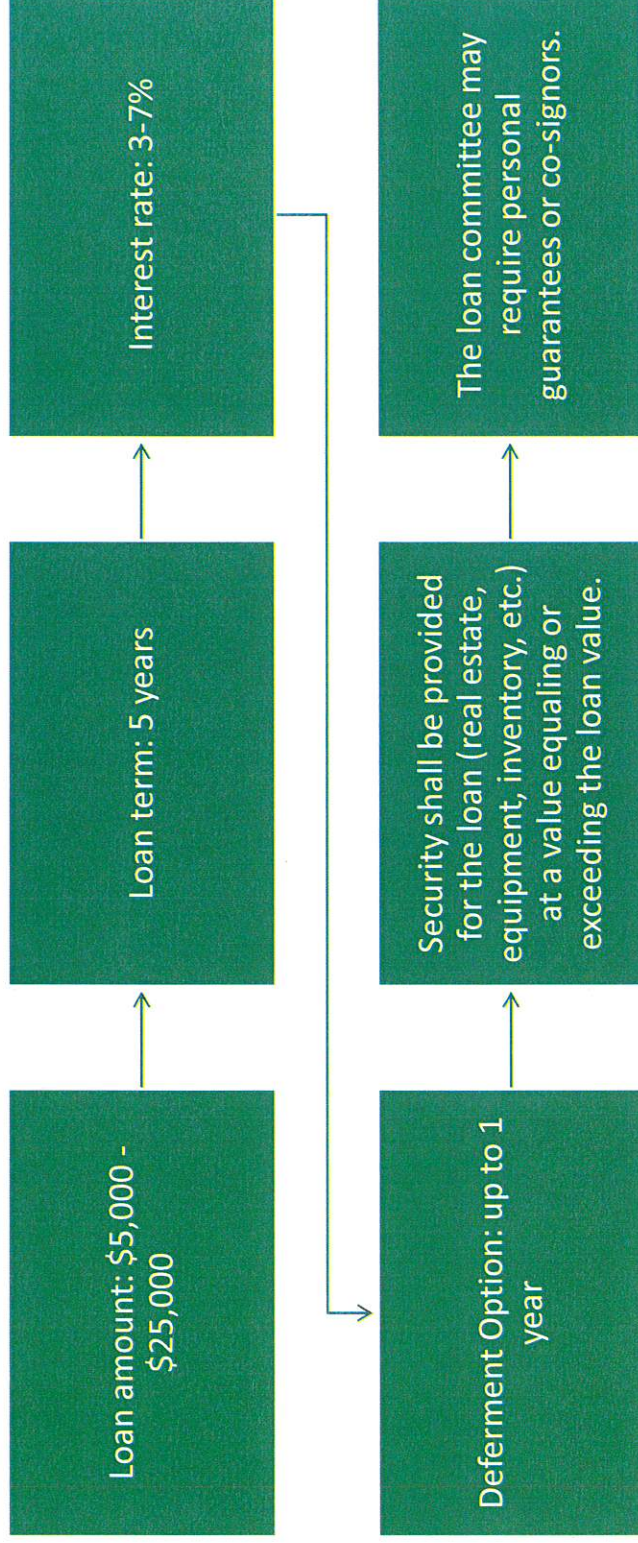 Loan amount: $5,000 -
$25,000
Loan term: 5 years
Interest rate: 3-7%
Deferment Option: up to 1
year
Security shall be provided
for the loan (real estate,
equipment, inventory, etc.)
at a value equaling or
exceeding the loan value.
The loan committee may
require personal
guarantees or co-signors.